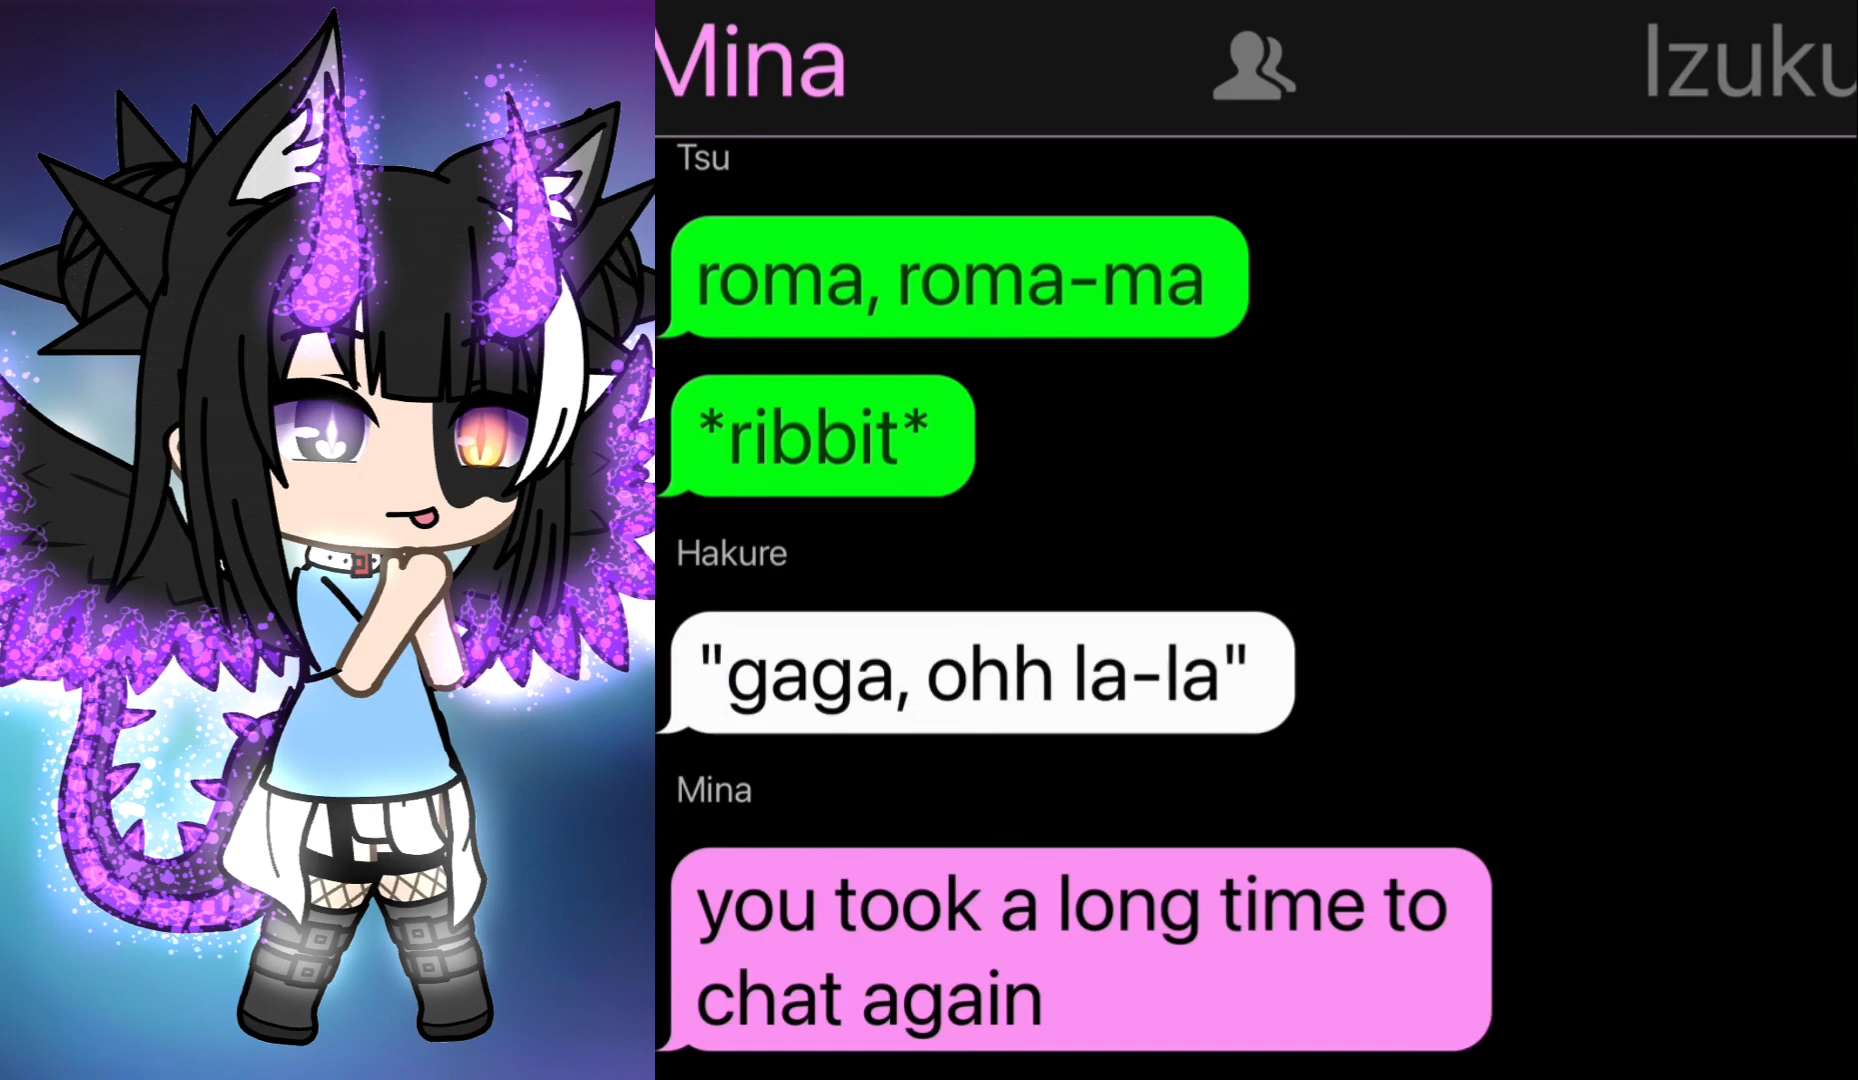 Mina
Izuku
Tsu
roma, roma-ma
*ribbit*
Hakure
"gaga, ohh la-la"
Mina
you took a long time to
chat again